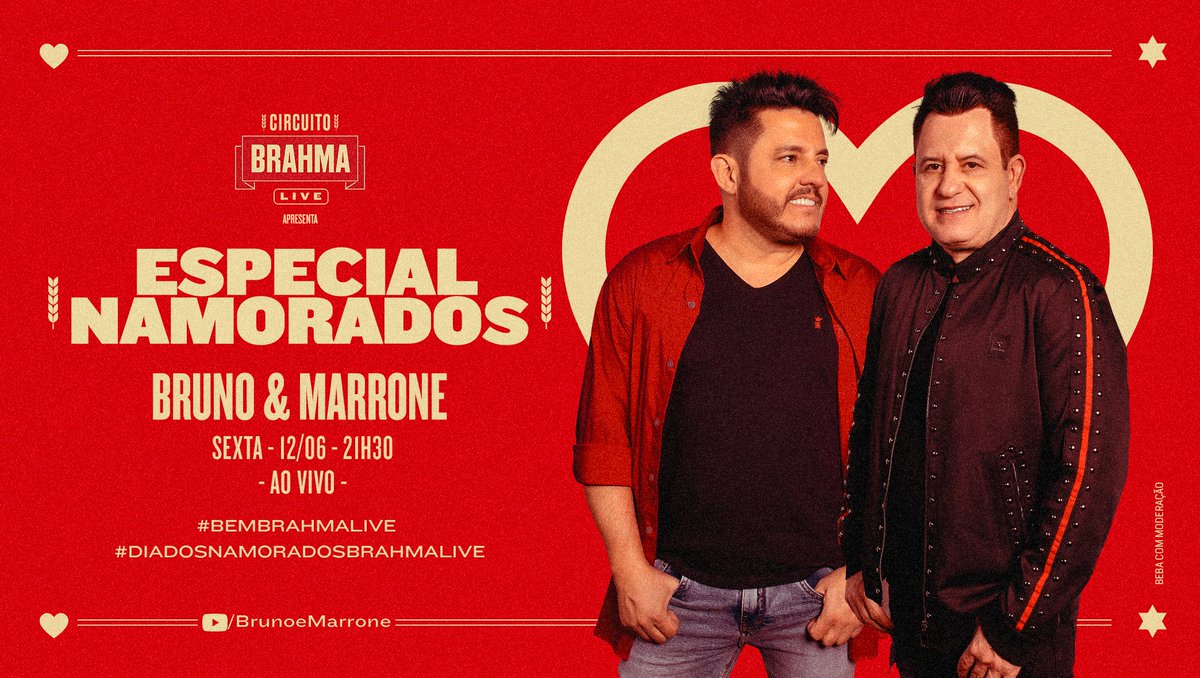 CIRCUITO
BRAHMA
LIVE
APRESENTA
ESPECIAL
NAMORADOS
BRUNO & MARRONE
SEXTA - 12/06 - 21H30
- AO VIVO -
#BEMBRAHMALIVE
#DIADOSNAMORADOSBRAHMALIVE
/BrunoeMarrone
BEBA COM MODERAÇÃO